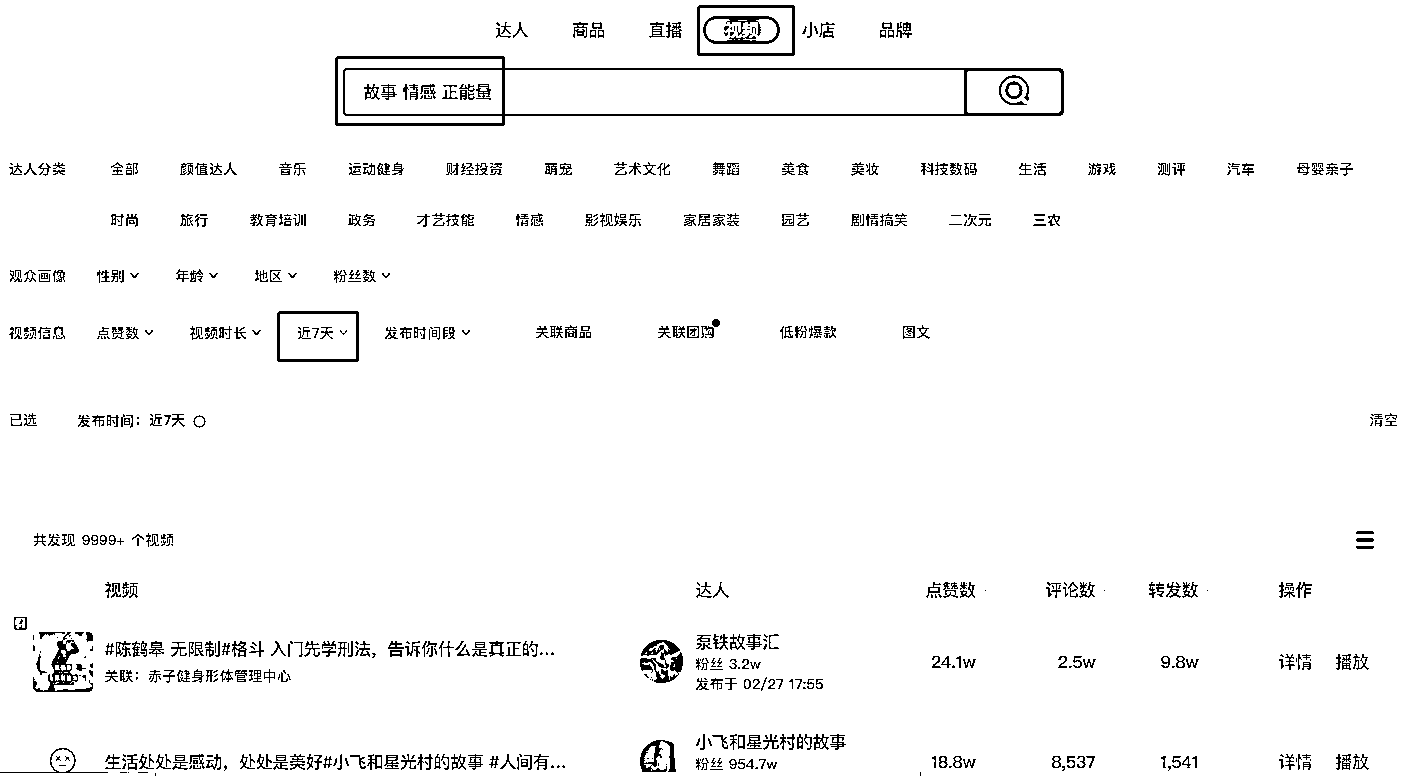 达人 商品 直播 视频 小店 品牌
故事 情感 正能量
达人分类 全部 颜值达人 音乐 运动健身 财经投资 萌宠 艺术文化 舞蹈 美食 美妆 科技数码 生活 游戏 测评 汽车 母婴亲子
时尚 旅行 教育培训 政务 才艺技能 情感 影视娱乐 家居家装 园艺 剧情搞笑 二次元 三农
观众画像 性别 年龄 地区 粉丝数
视频信息 点赞数 视频时长 近7天 发布时间段 关联商品 关联团购 低粉爆款 图文
已选 发布时间：近7天 清空
共发现 9999+ 个视频
视频 达人 点赞数 评论数 转发数 操作
#陈鹤皋 无限制#格斗 入门先学刑法，告诉你什么是真正的...
关联：赤子健身形体管理中心
泵铁故事汇
粉丝 3.2w
发布于 02/27 17:55
24.1w 2.5w 9.8w 详情 播放
生活处处是感动，处处是美好#小飞和星光村的故事 #人间有...
小飞和星光村的故事
粉丝 954.7w
18.8w 8,537 1,541 详情 播放